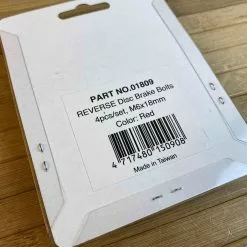 PART NO.01809
REVERSE Disc Brake Bolts
4pcs/set, M6x18mm
Color: Red
4 717480 150908
Made in Taiwan